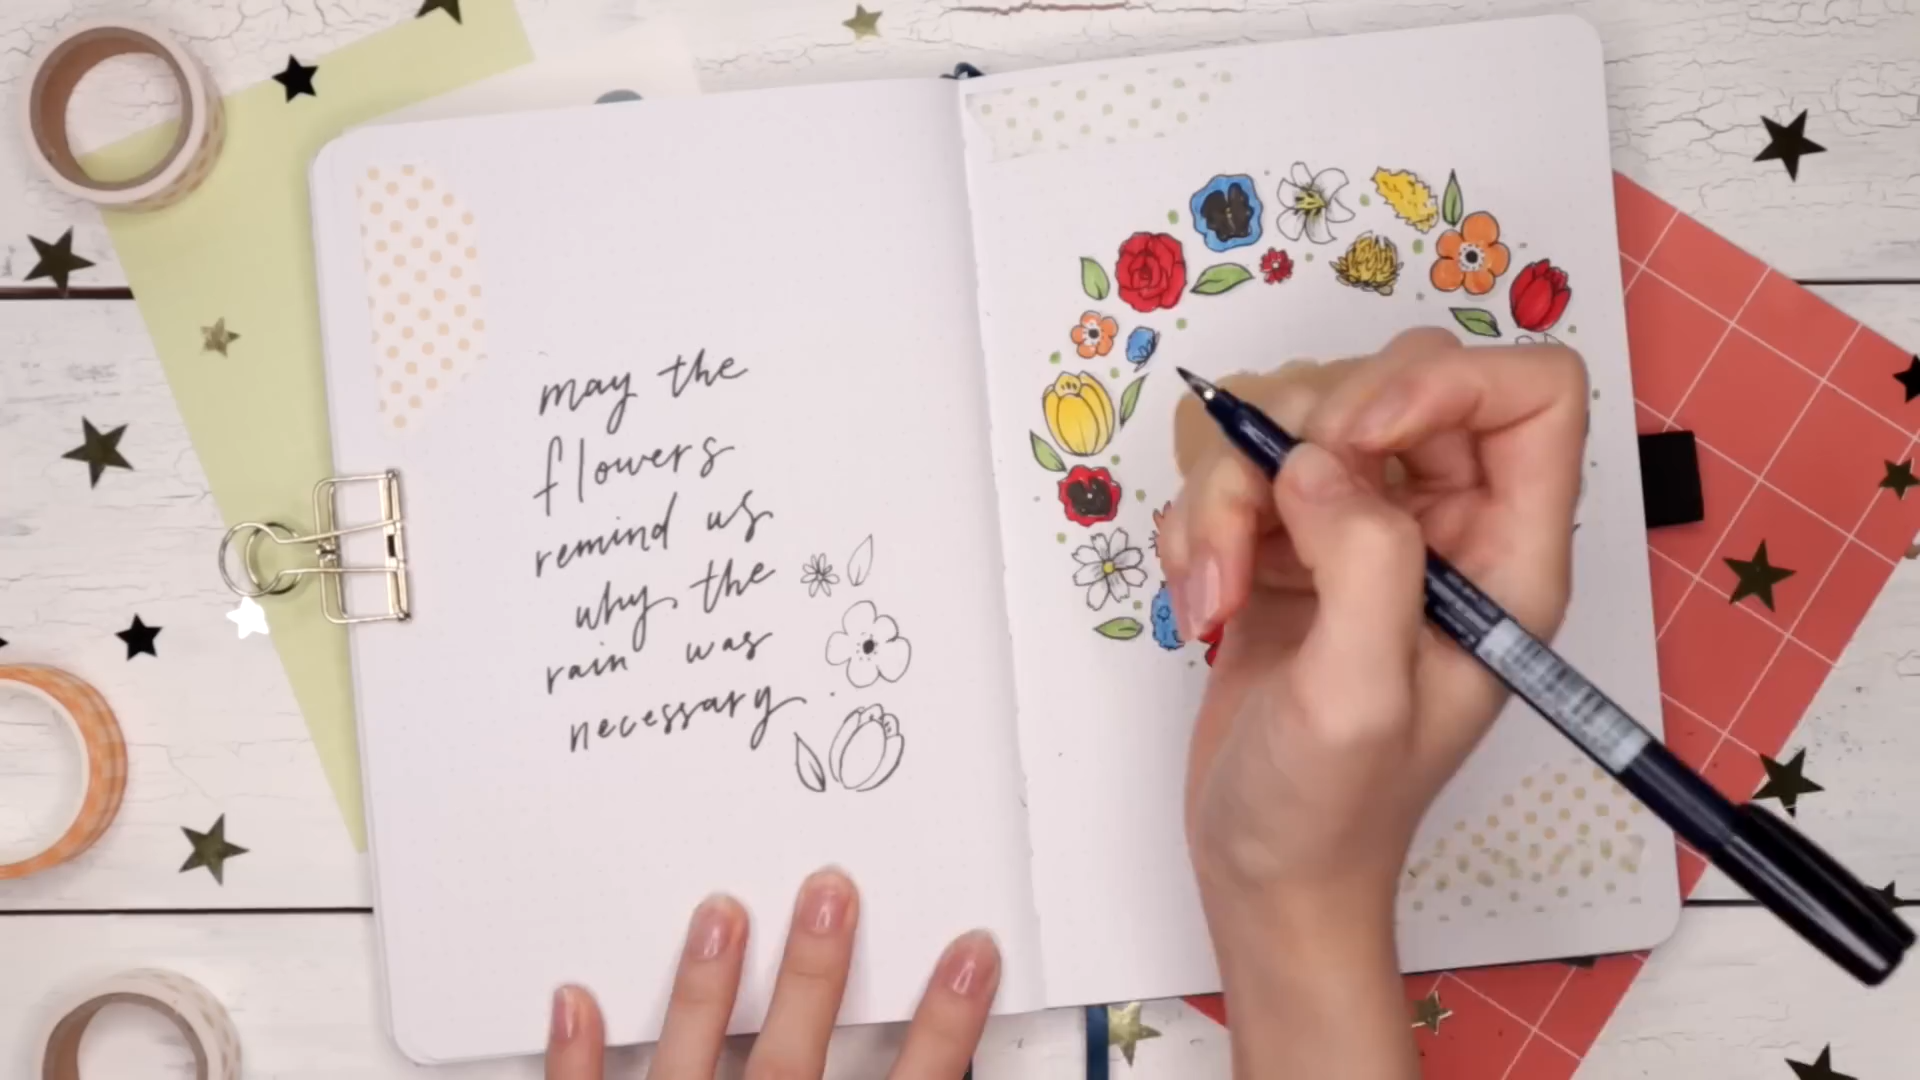 may the
flowers
remind us
why the
rain was
necessary.